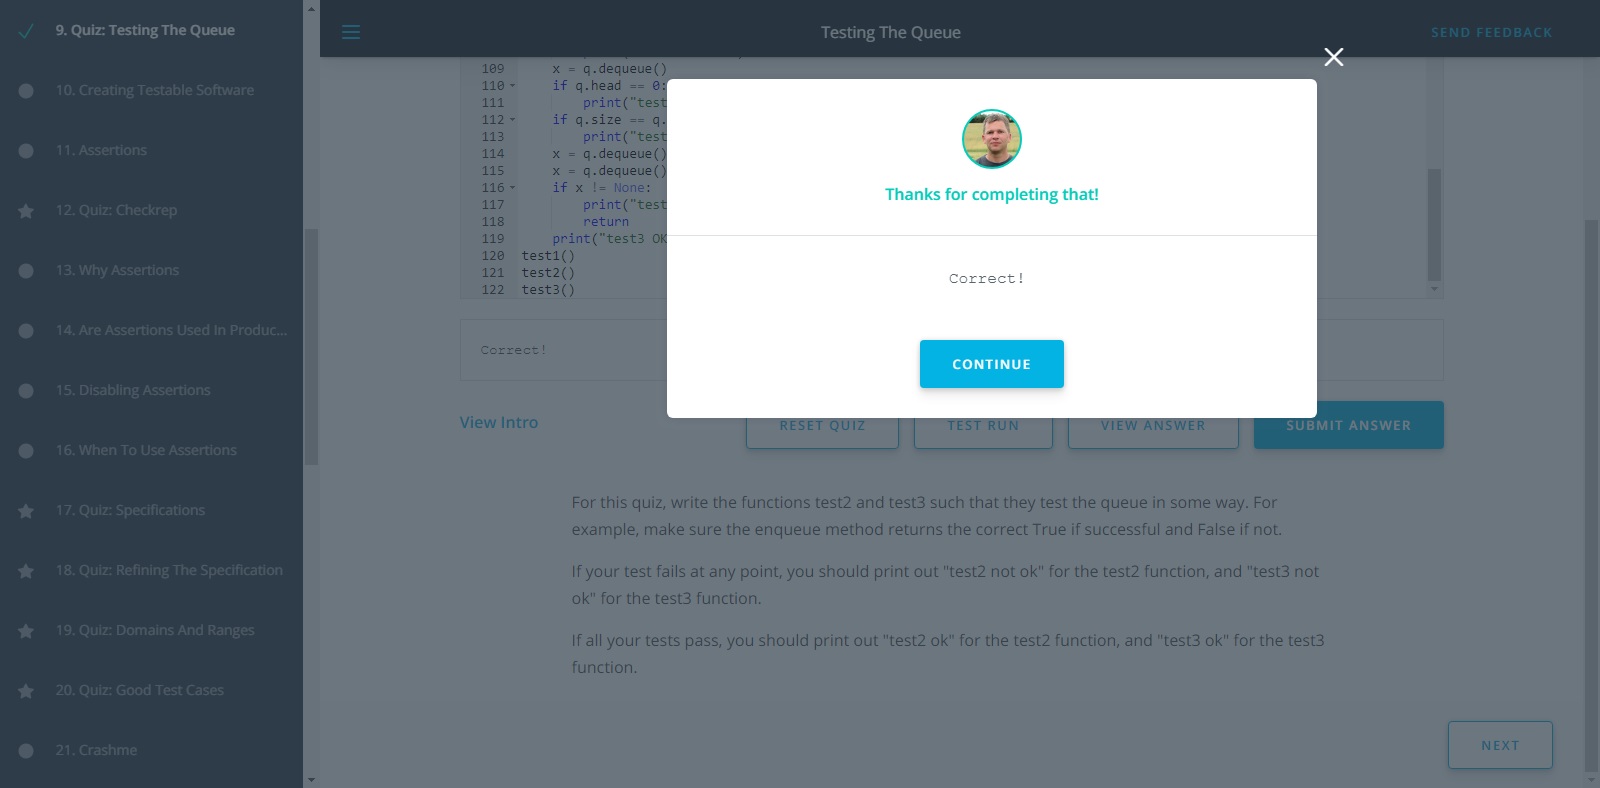 9. Quiz: Testing The Queue
10. Creating Testable Software
11. Assertions
12. Quiz: Checkrep
13. Why Assertions
14. Are Assertions Used In Produc...
15. Disabling Assertions
16. When To Use Assertions
17. Quiz: Specifications
18. Quiz: Refining The Specification
19. Quiz: Domains And Ranges
20. Quiz: Good Test Cases
21. Crashme
Testing The Queue
SEND FEEDBACK
109 x = q.dequeue()
110 if q.head == 0:
111 print("test
112 if q.size == q.
113 print("test
114 x = q.dequeue()
115 x = q.dequeue()
116 if x != None:
117 print("test
118 return
119 print("test3 OK
120 test1()
121 test2()
122 test3()
Thanks for completing that!
Correct!
CONTINUE
Correct!
View Intro
RESET QUIZ
TEST RUN
VIEW ANSWER
SUBMIT ANSWER
For this quiz, write the functions test2 and test3 such that they test the queue in some way. For
example, make sure the enqueue method returns the correct True if successful and False if not.
If your test fails at any point, you should print out "test2 not ok" for the test2 function, and "test3 not
ok" for the test3 function.
If all your tests pass, you should print out "test2 ok" for the test2 function, and "test3 ok" for the test3
function.
NEXT